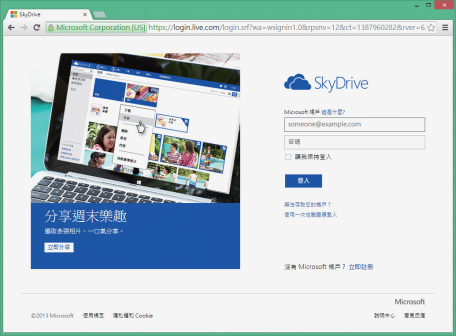 SkyDrive
Microsoft Corporation [US]
https://login.live.com/login.srf?wa=wsignin1.0&rpsnv=12&ct=1387960282&rver=6.
SkyDrive
Microsoft 帳戶 這是什麼?
someone@example.com
密碼
讓我保持登入
登入
無法存取您的帳戶?
使用一次性驗證碼登入
分享週末樂趣
擷取多張相片，一口氣分享。
立即分享
沒有 Microsoft 帳戶？ 立即註冊
Microsoft
©2013 Microsoft 使用規定 隱私權和 Cookie 說明中心 意見反應